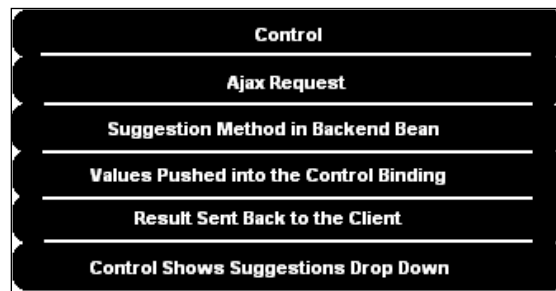 Control
Ajax Request
Suggestion Method in Backend Bean
Values Pushed into the Control Binding
Result Sent Back to the Client
Control Shows Suggestions Drop Down